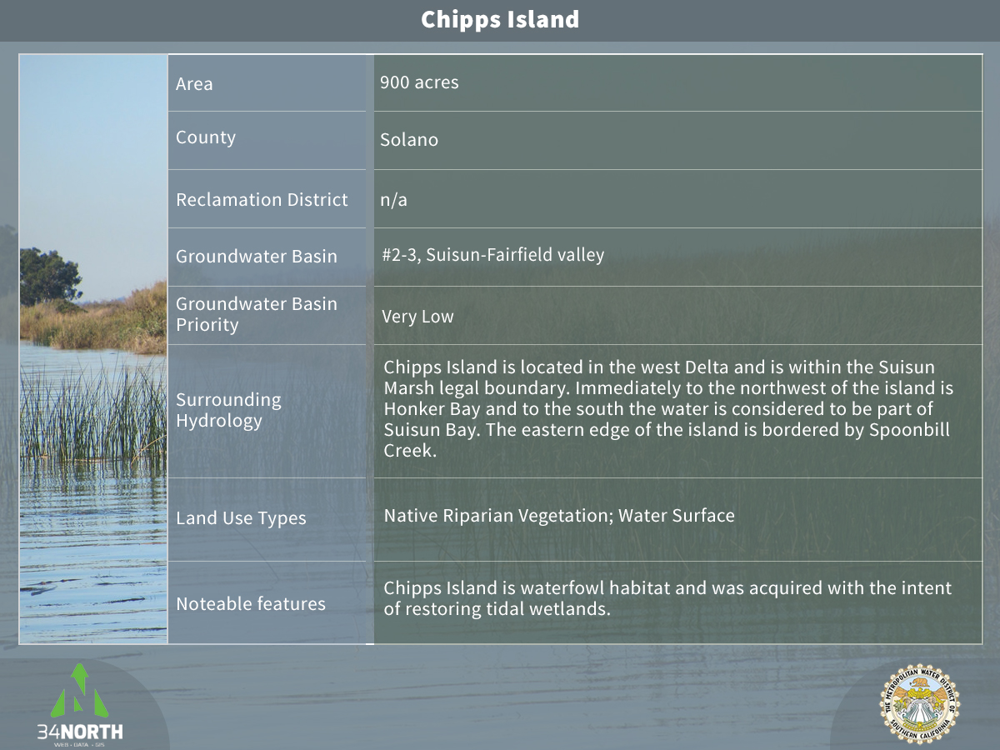 Chipps Island
Area
900 acres
County
Solano
Reclamation District
n/a
Groundwater Basin
#2-3, Suisun-Fairfield valley
Groundwater Basin
Priority
Very Low
Surrounding
Hydrology
Chipps Island is located in the west Delta and is within the Suisun
Marsh legal boundary. Immediately to the northwest of the island is
Honker Bay and to the south the water is considered to be part of
Suisun Bay. The eastern edge of the island is bordered by Spoonbill
Creek.
Land Use Types
Native Riparian Vegetation; Water Surface
Noteable features
Chipps Island is waterfowl habitat and was acquired with the intent
of restoring tidal wetlands.
34NORTH
WEB • DATA • GIS
THE METROPOLITAN WATER DISTRICT OF
SOUTHERN CALIFORNIA